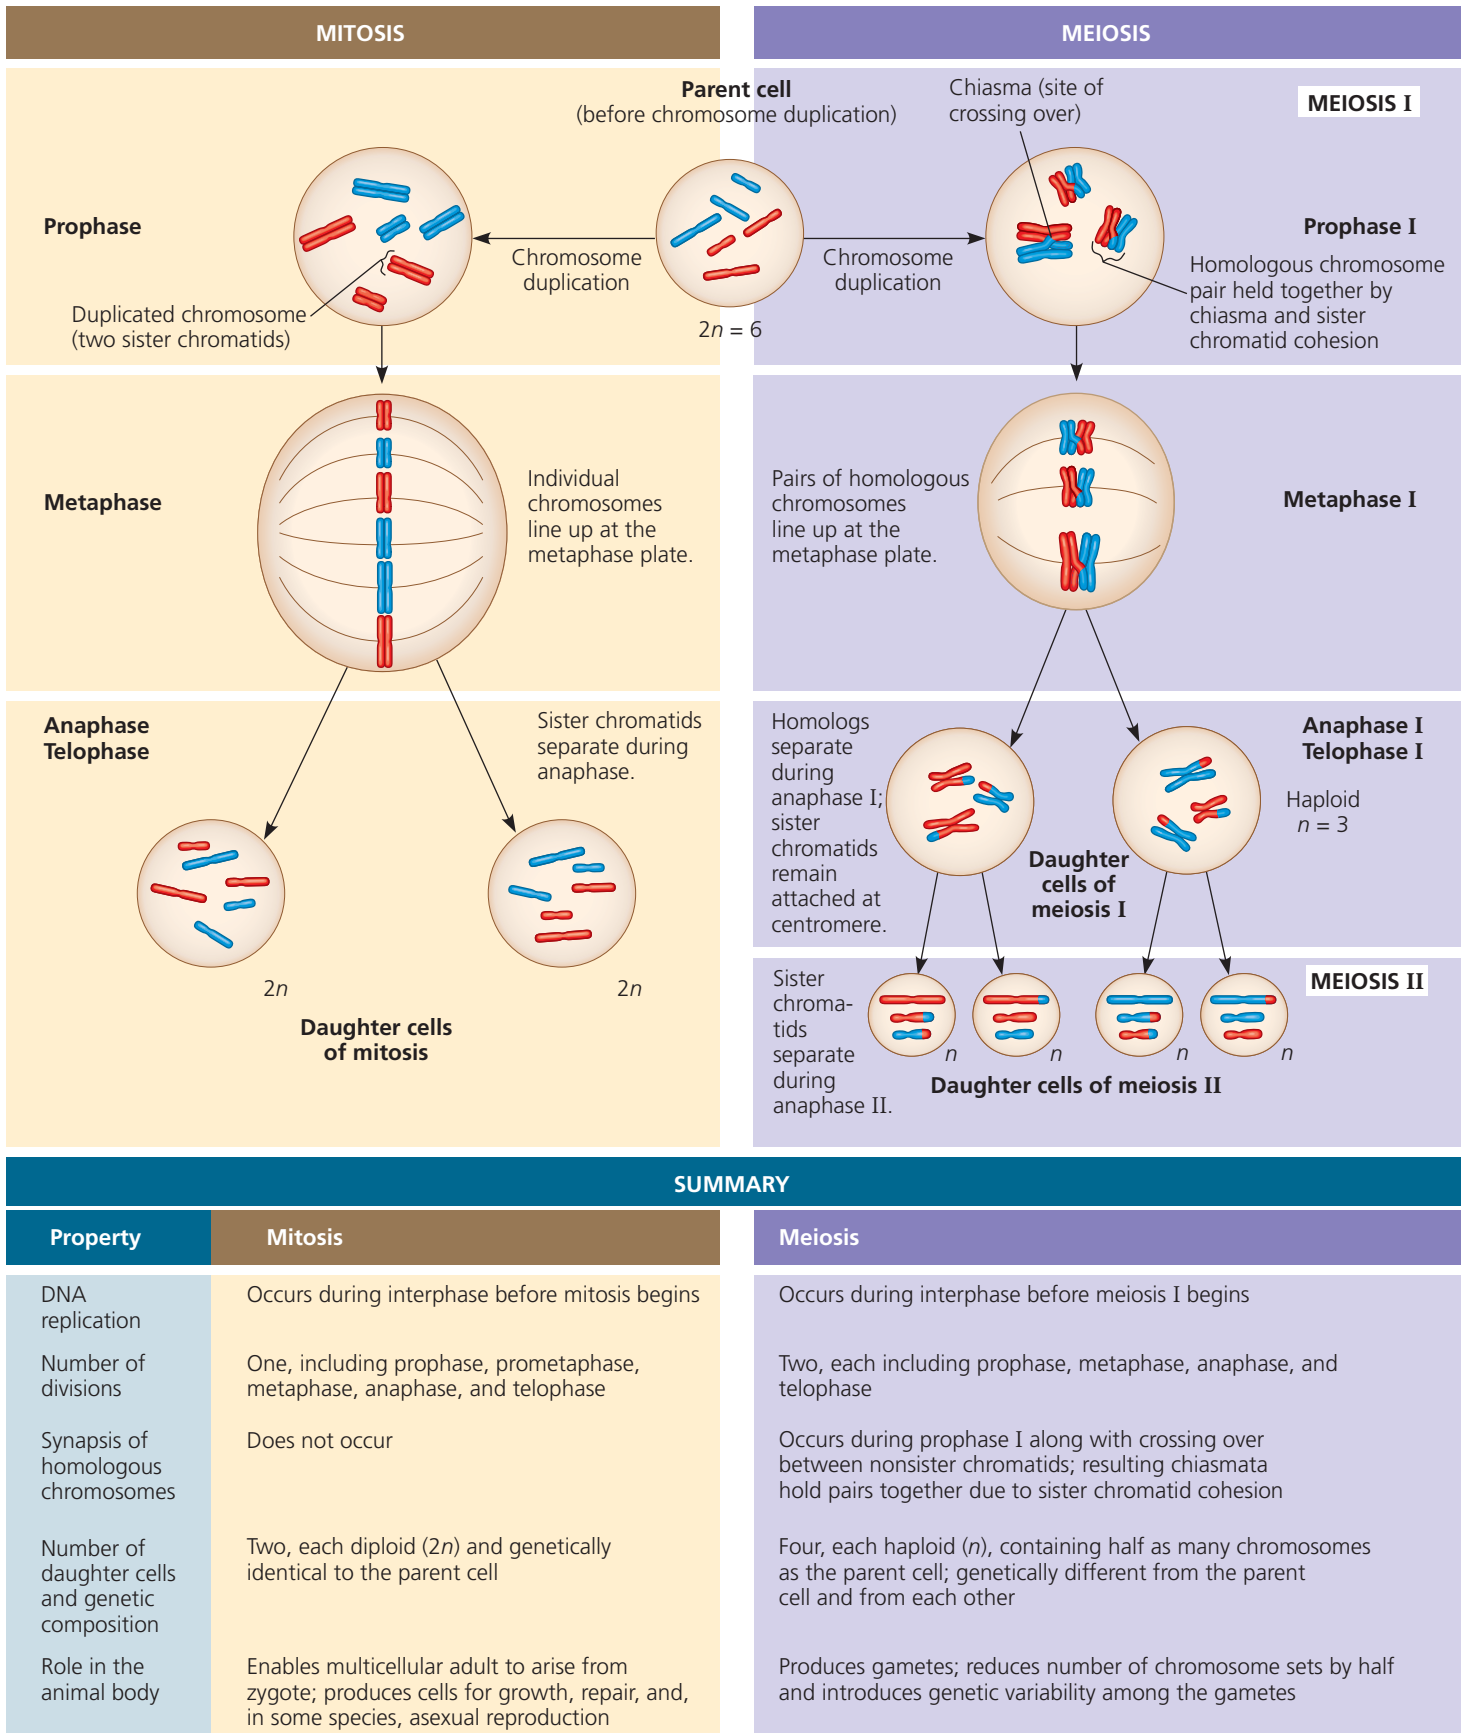 MITOSIS
MEIOSIS
Parent cell
(before chromosome duplication)
Chiasma (site of
crossing over)
MEIOSIS I
Prophase
Chromosome
duplication
Chromosome
duplication
Prophase I
Duplicated chromosome
(two sister chromatids)
2n = 6
Homologous chromosome
pair held together by
chiasma and sister
chromatid cohesion
Metaphase
Individual
chromosomes
line up at the
metaphase plate.
Pairs of homologous
chromosomes
line up at the
metaphase plate.
Metaphase I
Anaphase
Telophase
Sister chromatids
separate during
anaphase.
Homologs
separate
during
anaphase I;
sister
chromatids
remain
attached at
centromere.
Anaphase I
Telophase I
Haploid
n = 3
Daughter
cells of
meiosis I
2n
2n
Daughter cells
of mitosis
MEIOSIS II
Sister
chroma-
tids
separate
during
anaphase II.
n
n
n
n
Daughter cells of meiosis II
SUMMARY
Property
Mitosis
Meiosis
DNA
replication
Occurs during interphase before mitosis begins
Occurs during interphase before meiosis I begins
Number of
divisions
One, including prophase, prometaphase,
metaphase, anaphase, and telophase
Two, each including prophase, metaphase, anaphase, and
telophase
Synapsis of
homologous
chromosomes
Does not occur
Occurs during prophase I along with crossing over
between nonsister chromatids; resulting chiasmata
hold pairs together due to sister chromatid cohesion
Number of
daughter cells
and genetic
composition
Two, each diploid (2n) and genetically
identical to the parent cell
Four, each haploid (n), containing half as many chromosomes
as the parent cell; genetically different from the parent
cell and from each other
Role in the
animal body
Enables multicellular adult to arise from
zygote; produces cells for growth, repair, and,
in some species, asexual reproduction
Produces gametes; reduces number of chromosome sets by half
and introduces genetic variability among the gametes